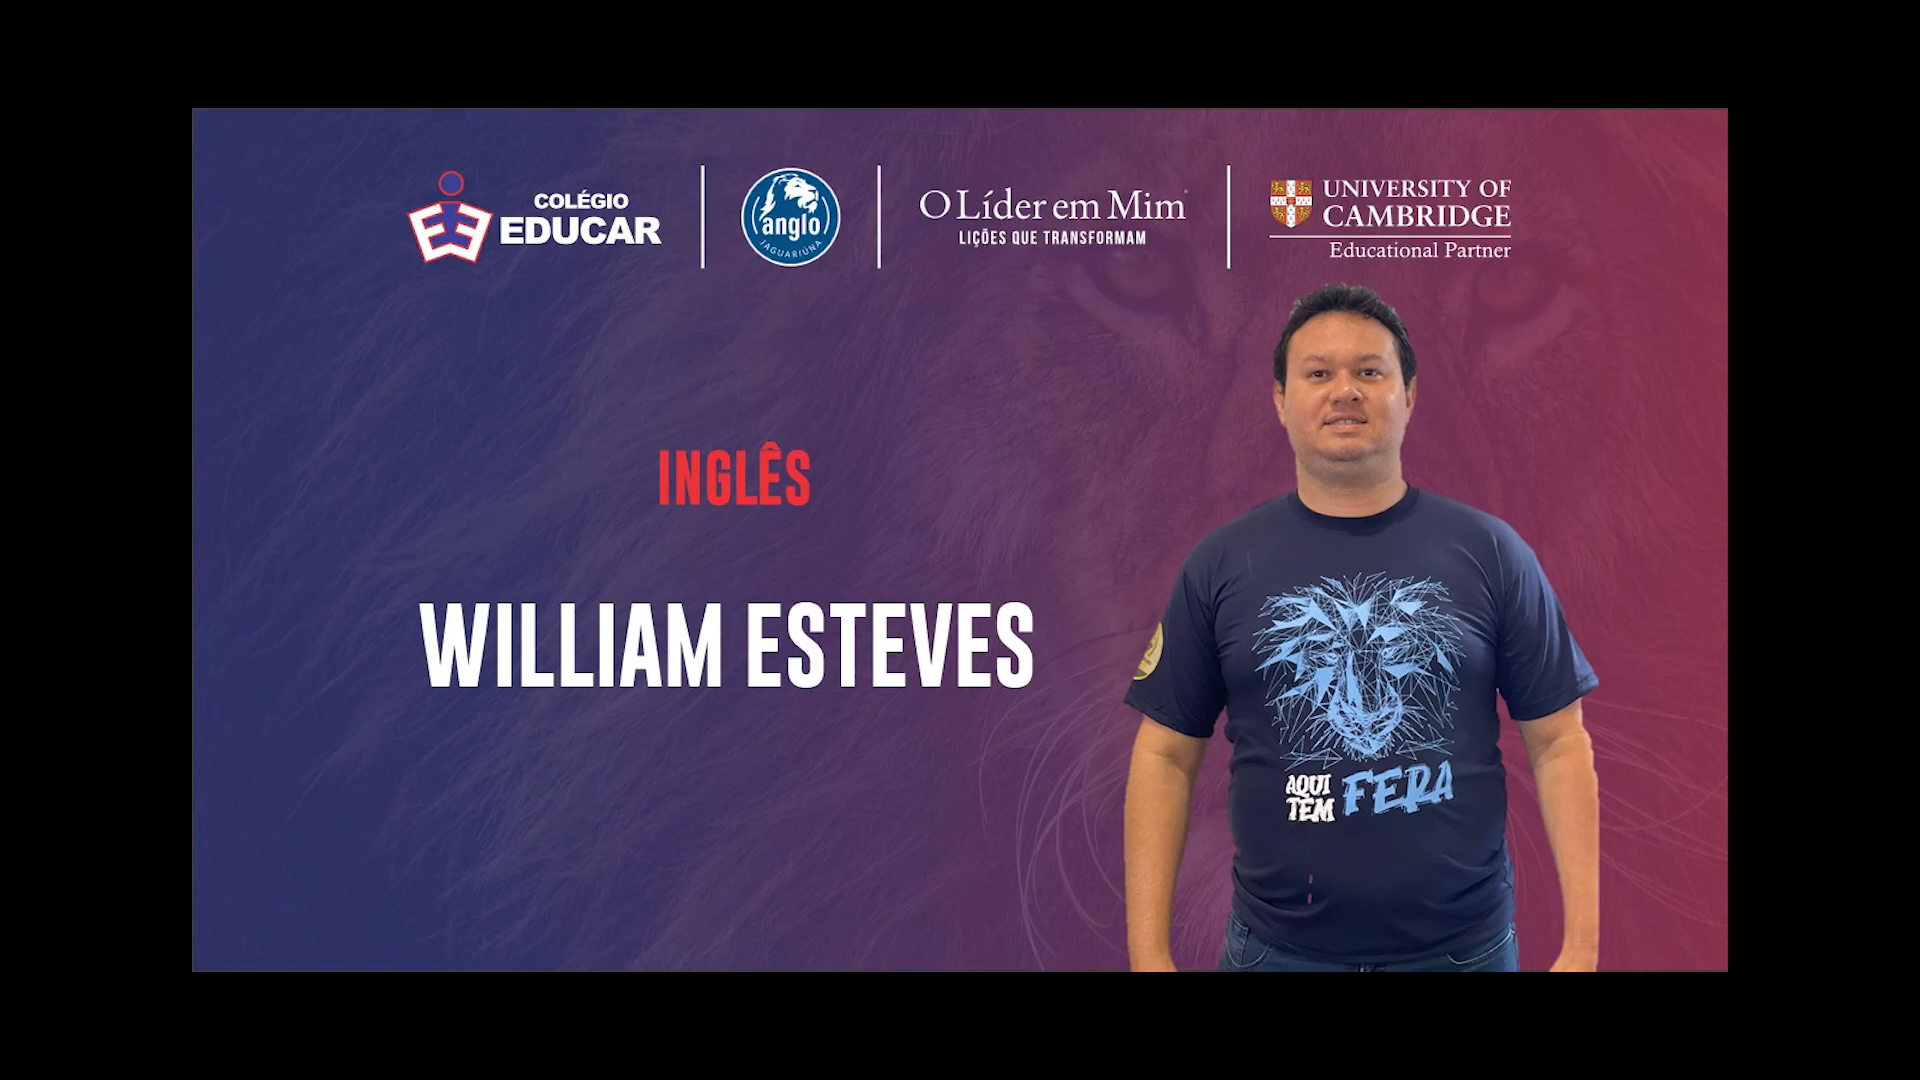 COLÉGIO
EDUCAR
anglo
JAGUARIÚNA
O Líder em Mim
LIÇÕES QUE TRANSFORMAM
UNIVERSITY OF
CAMBRIDGE
Educational Partner
INGLÊS
WILLIAM ESTEVES
AQUI
TEM
FERA